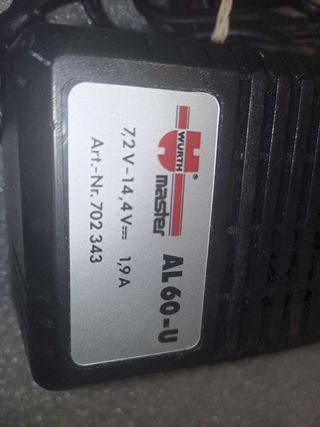 WÜRTH
®
master
AL 60-U
7,2 V - 14,4 V⎓ 1,9 A
Art.-Nr. 702 343